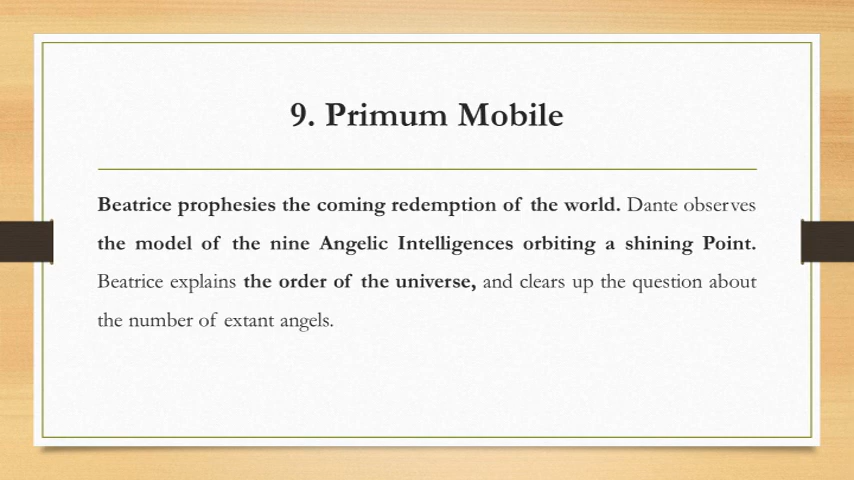 9. Primum Mobile
Beatrice prophesies the coming redemption of the world. Dante observes
the model of the nine Angelic Intelligences orbiting a shining Point.
Beatrice explains the order of the universe, and clears up the question about
the number of extant angels.